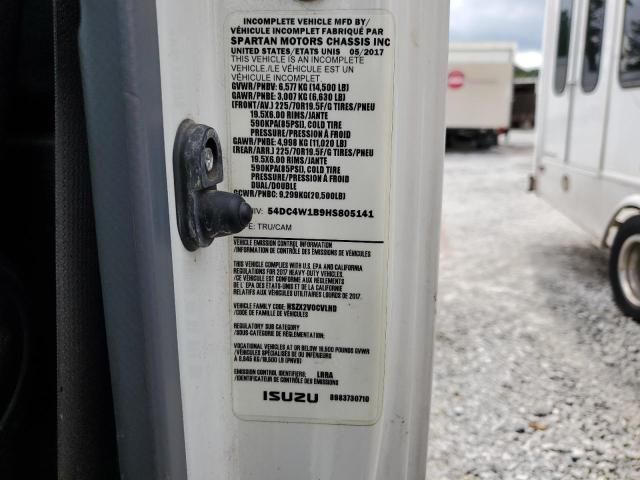 INCOMPLETE VEHICLE MFD BY/
VÉHICULE INCOMPLET FABRIQUÉ PAR
SPARTAN MOTORS CHASSIS INC
UNITED STATES/ETATS UNIS 05/2017
THIS VEHICLE IS AN INCOMPLETE
VEHICLE./LE VÉHICULE EST UN
VÉHICULE INCOMPLET.
GVWR/PNBV: 6,577 KG (14,500 LB)
GAWR/PNBE: 3,007 KG (6,630 LB)
(FRONT/AV.) 225/70R19.5F/G TIRES/PNEU
19.5X6.00 RIMS/JANTE
590KPA(85PSI), COLD TIRE
PRESSURE/PRESSION À FROID
GAWR/PNBE: 4,998 KG (11,020 LB)
(REAR/ARR.) 225/70R19.5F/G TIRES/PNEU
19.5X6.00 RIMS/JANTE
590KPA(85PSI), COLD TIRE
PRESSURE/PRESSION À FROID
DUAL/DOUBLE
GCWR/PNBC: 9,299KG(20,500LB)
IV: 54DC4W1B9HS805141
E: TRU/CAM
VEHICLE EMISSION CONTROL INFORMATION
/INFORMATION DE CONTRÔLE DES ÉMISSIONS DU VÉHICULE
THIS VEHICLE COMPLIES WITH U.S. EPA AND CALIFORNIA
REGULATIONS FOR 2017 HEAVY-DUTY VEHICLES.
/CE VÉHICULE EST CONFORME AUX RÈGLEMENTS
DE L'EPA DES ÉTATS-UNIS ET DE LA CALIFORNIE
RELATIFS AUX VÉHICULES UTILITAIRES LOURDS DE 2017.
VEHICLE FAMILY CODE: HSZX2VOCVLHD
/CODE DE FAMILLE DE VÉHICULES
REGULATORY SUB CATEGORY
/SOUS-CATÉGORIE DE RÉGLEMENTATION:
VOCATIONAL VEHICLES AT OR BELOW 19,500 POUNDS GVWR
/VÉHICULES SPÉCIALISÉS DE OU INFÉRIEURS
À 8,845 KG/19,500 LB (PNBV)
EMISSION CONTROL IDENTIFIERS: LRRA
/IDENTIFICATEUR DE CONTRÔLE DES ÉMISSIONS
ISUZU 8983730710